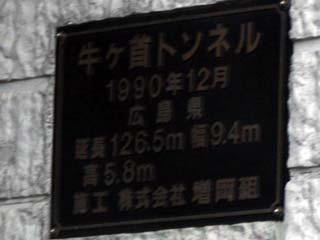 牛ヶ首トンネル
1990年12月
広島県
延長126.5m 幅9.4m
高5.8m
施工 株式会社 増岡組